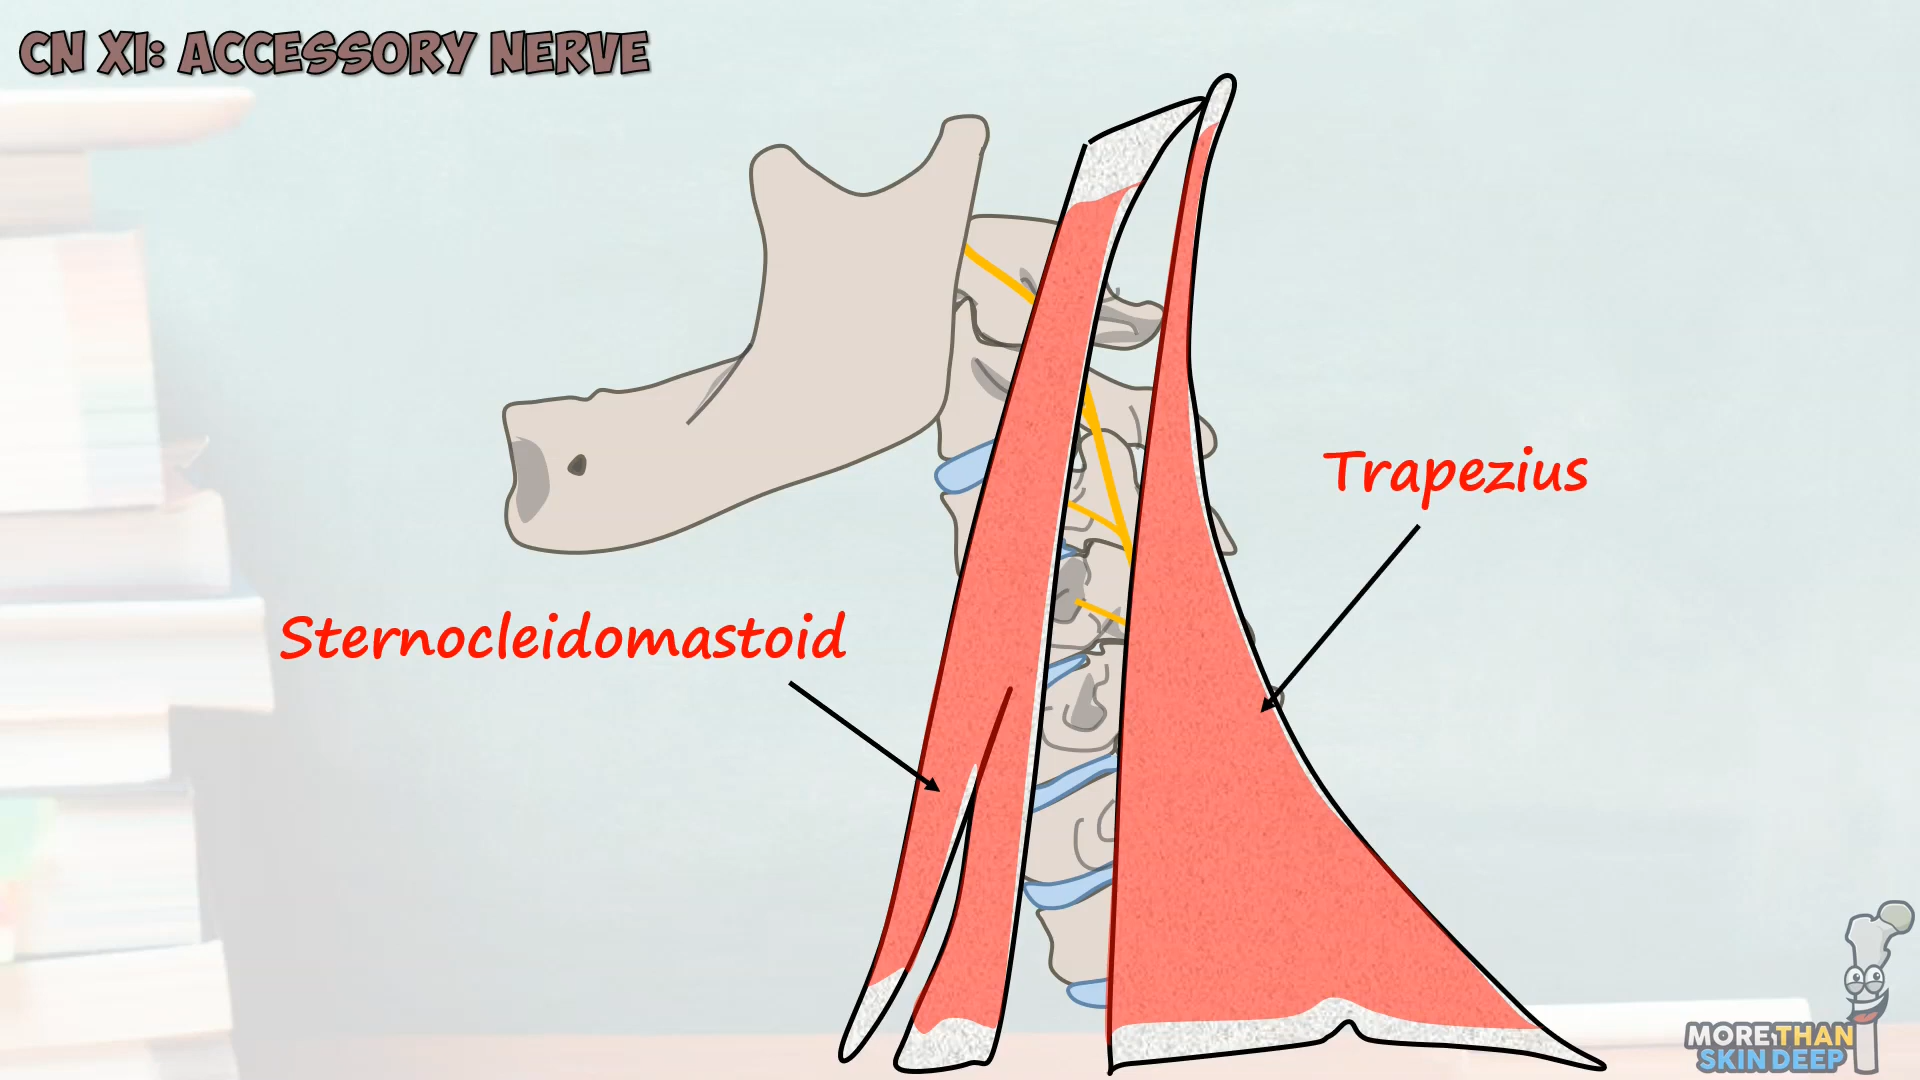 CN XI: ACCESSORY NERVE
Trapezius
Sternocleidomastoid
MORE THAN
SKIN DEEP